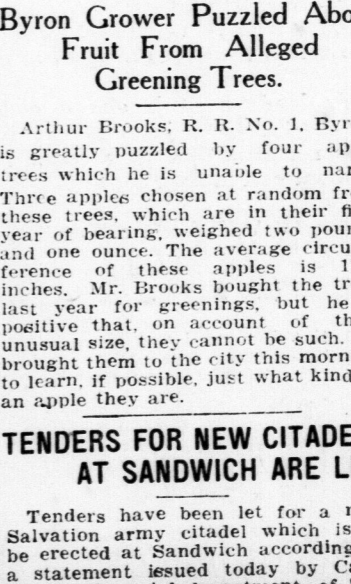 Byron Grower Puzzled Abo
Fruit From Alleged
Greening Trees.
Arthur Brooks, R. R. No. 1, Byr
is greatly puzzled by four ap
trees which he is unable to nar
Three apples chosen at random fr
these trees, which are in their fi
year of bearing, weighed two pour
and one ounce. The average circu
ference of these apples is 1
inches. Mr. Brooks bought the tr
last year for greenings, but he
positive that, on account of th
unusual size, they cannot be such.
brought them to the city this morn
to learn, if possible, just what kind
an apple they are.
TENDERS FOR NEW CITADE
AT SANDWICH ARE L
Tenders have been let for a n
Salvation army citadel which is
be erected at Sandwich according
a statement issued today by Ca